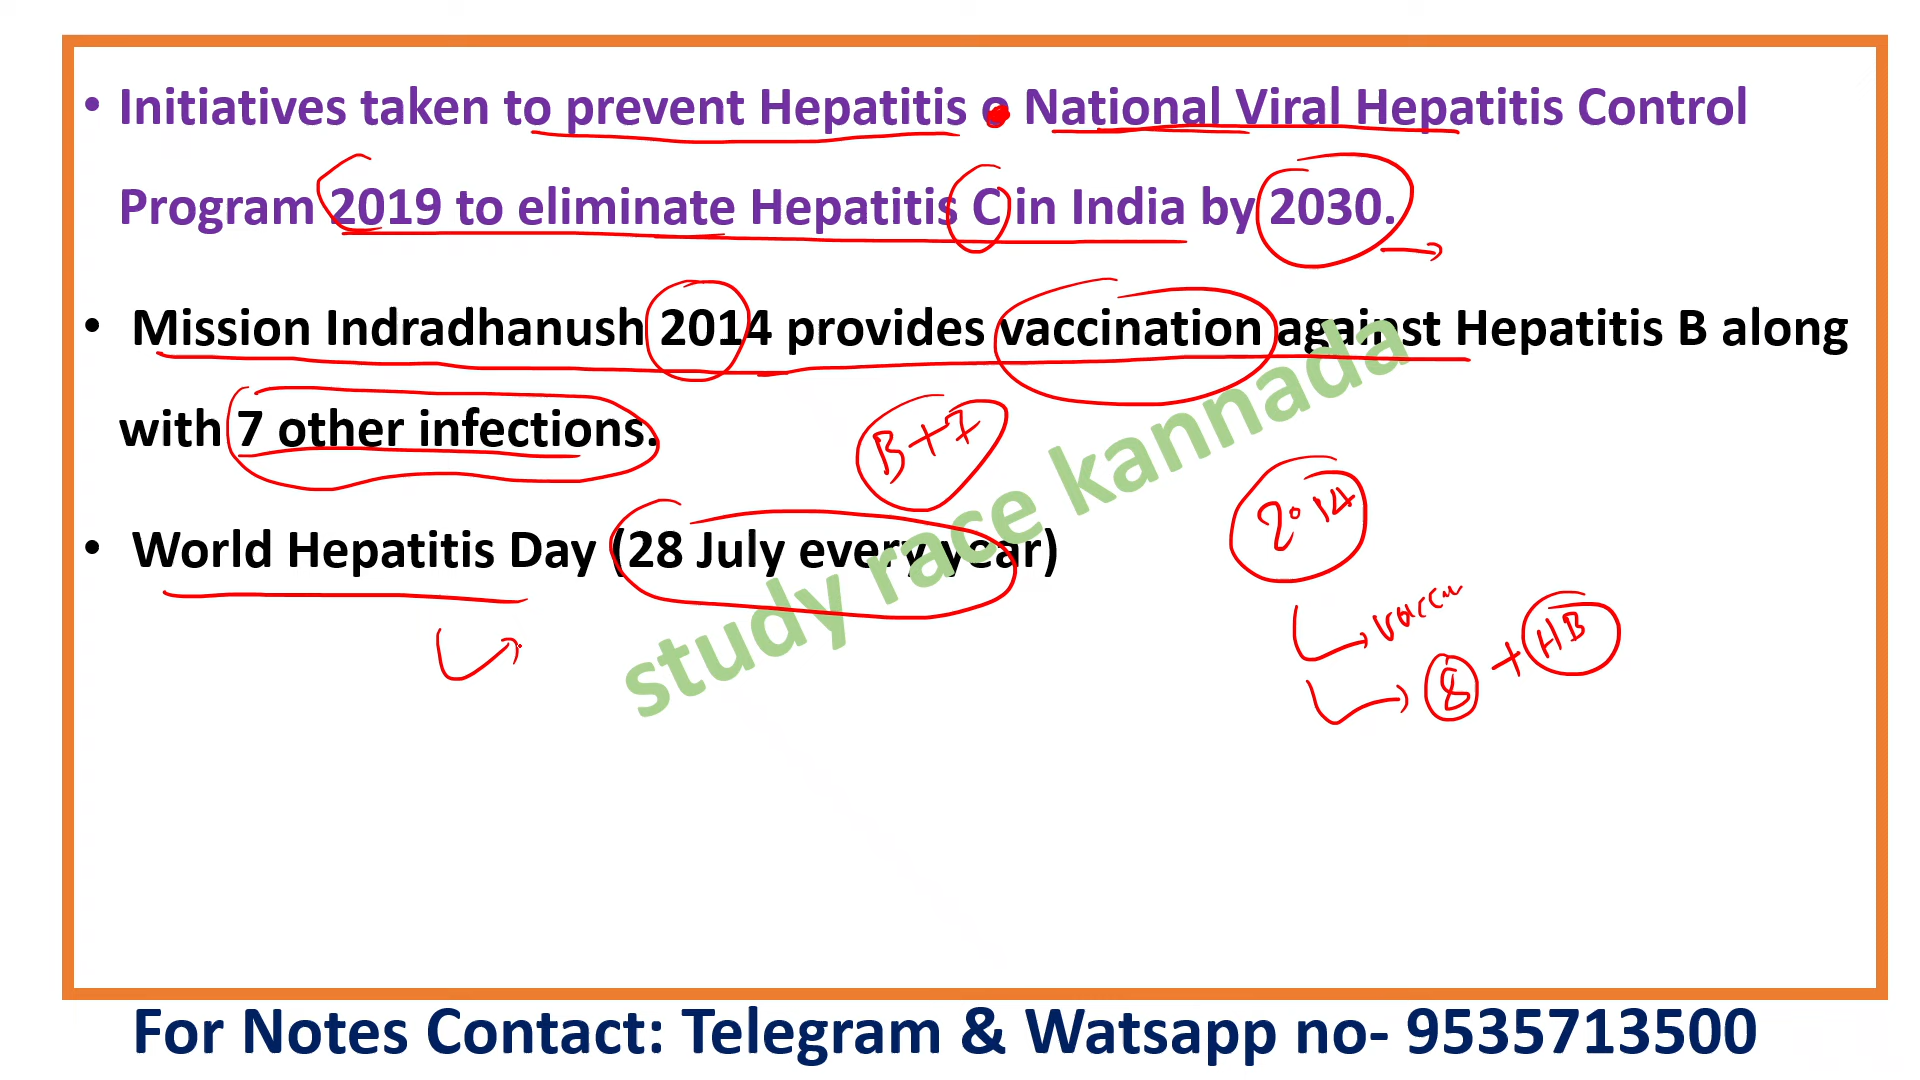 • Initiatives taken to prevent Hepatitis National Viral Hepatitis Control
Program 2019 to eliminate Hepatitis C in India by 2030.
• Mission Indradhanush 2014 provides vaccination against Hepatitis B along
with 7 other infections.
B+7
• World Hepatitis Day (28 July every year)
2014
8 + HB
study race kannada
For Notes Contact: Telegram & Watsapp no- 9535713500